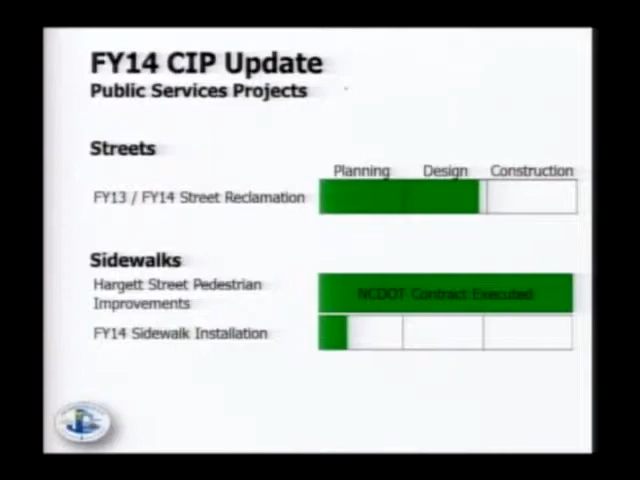 FY14 CIP Update
Public Services Projects
Streets
Planning Design Construction
FY13 / FY14 Street Reclamation
Sidewalks
Hargett Street Pedestrian
Improvements
NCDOT Contract Executed
FY14 Sidewalk Installation